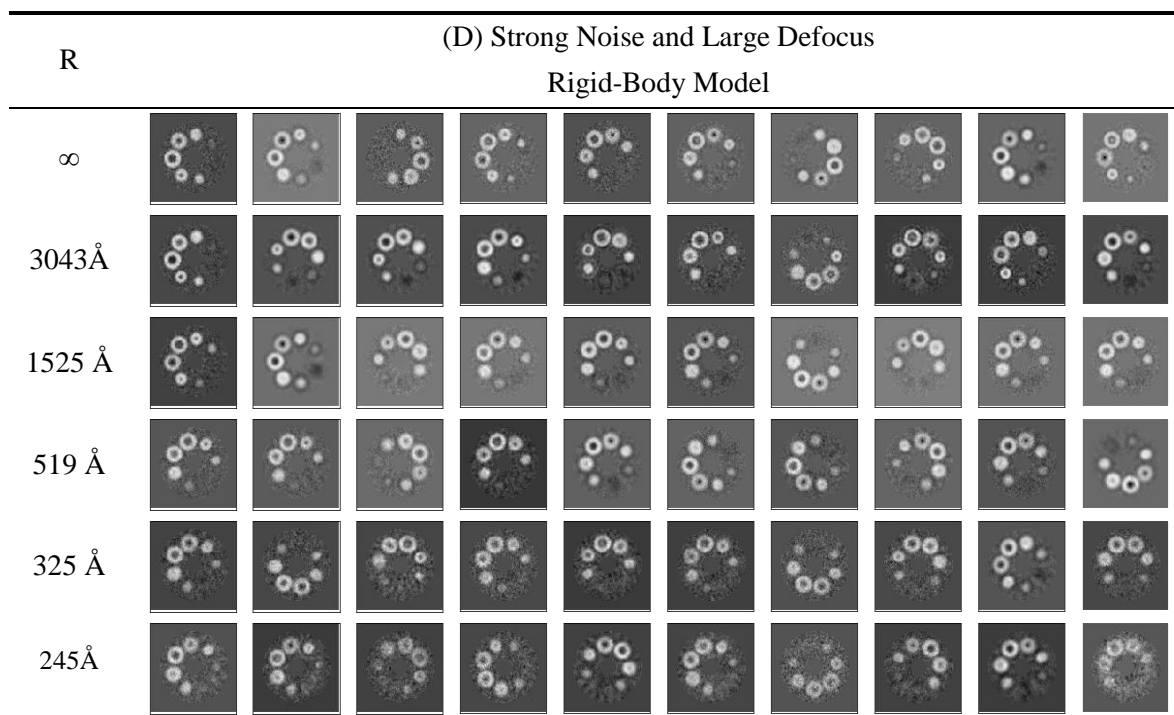 R
(D) Strong Noise and Large Defocus
Rigid-Body Model
∞
3043Å
1525 Å
519 Å
325 Å
245Å